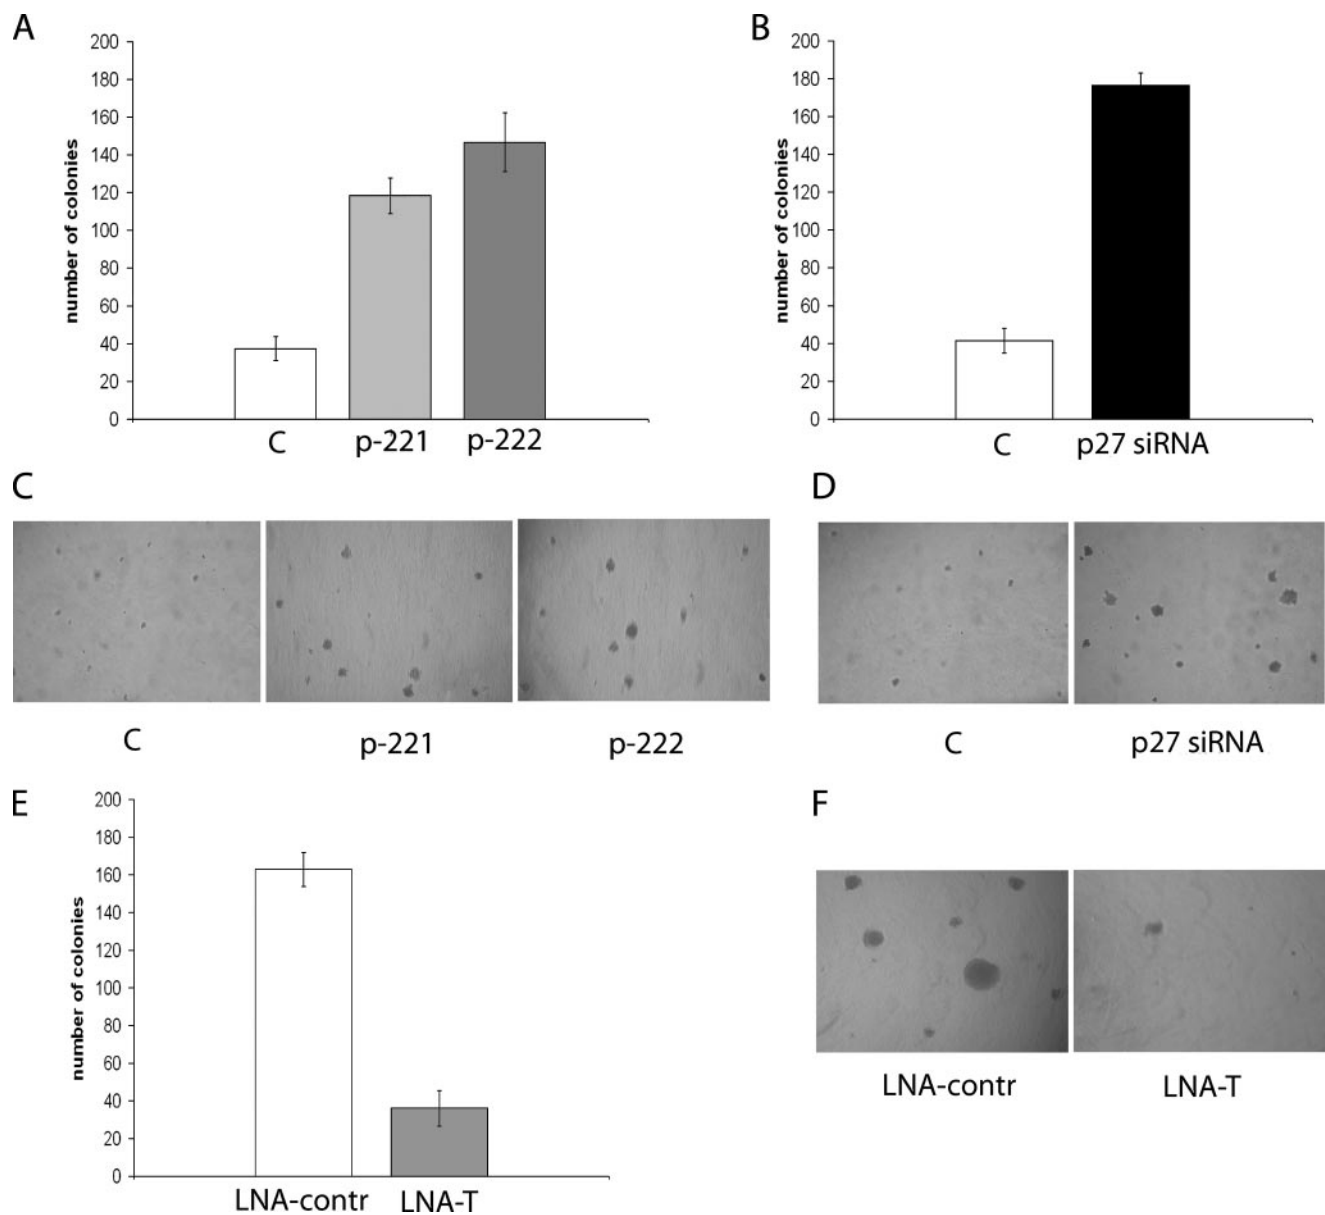 A
number of colonies
200
180
160
140
120
100
80
60
40
20
0
C
p-221
p-222
B
number of colonies
200
180
160
140
120
100
80
60
40
20
0
C
p27 siRNA
C
C
p-221
p-222
D
C
p27 siRNA
E
number of colonies
200
180
160
140
120
100
80
60
40
20
0
LNA-contr
LNA-T
F
LNA-contr
LNA-T